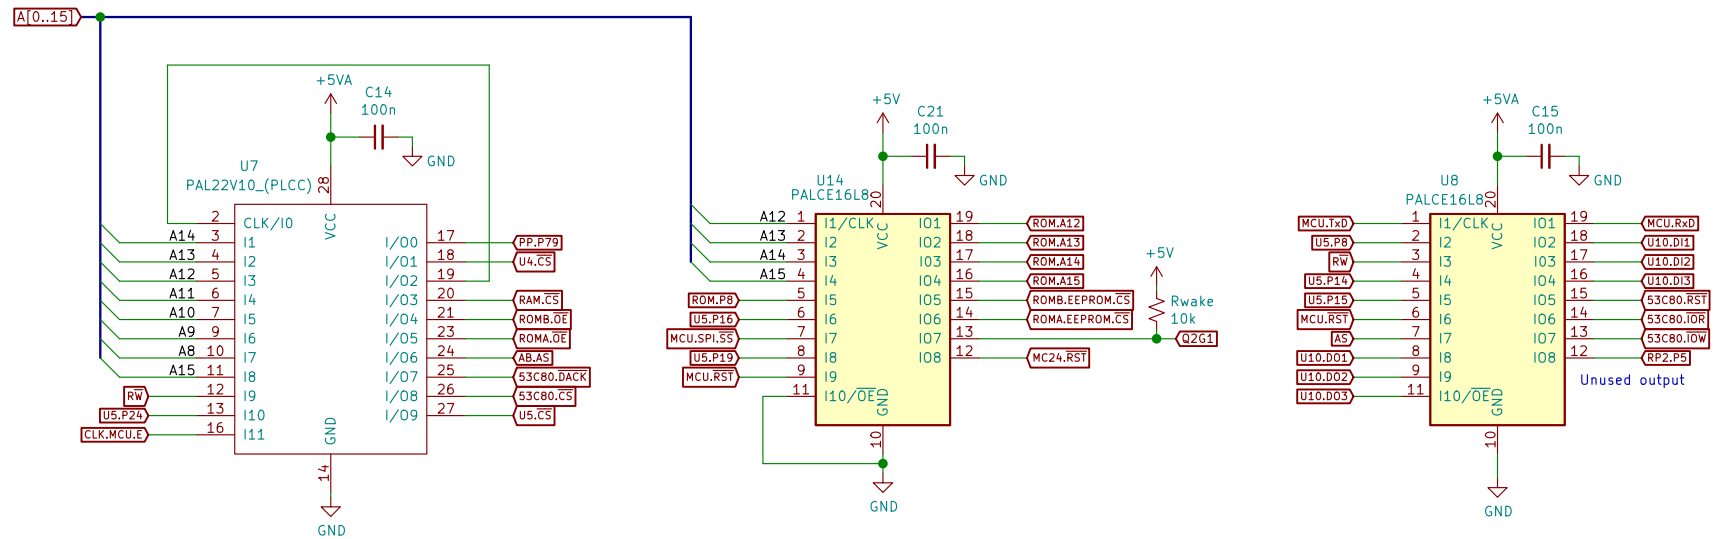 A[0..15]
+5VA
C14
100n
GND
U7
PAL22V10_(PLCC)
28
VCC
2 CLK/I0
A14 3 I1 I/O0 17 PP.P79
A13 4 I2 I/O1 18 U4.CS
A12 5 I3 I/O2 19
A11 6 I4 I/O3 20 RAM.CS
A10 7 I5 I/O4 21 ROMB.OE
A9 9 I6 I/O5 23 ROMA.OE
A8 10 I7 I/O6 24 AB.AS
A15 11 I8 I/O7 25 53C80.DACK
RW 12 I9 I/O8 26 53C80.CS
U5.P24 13 I10 I/O9 27 U5.CS
CLK.MCU.E 16 I11
GND
14
GND
+5V
C21
100n
GND
U14
PALCE16L8
20
VCC
A12 1 I1/CLK IO1 19 ROM.A12
A13 2 I2 IO2 18 ROM.A13
A14 3 I3 IO3 17 ROM.A14
A15 4 I4 IO4 16 ROM.A15
ROM.P8 5 I5 IO5 15 ROMB.EEPROM.CS
U5.P16 6 I6 IO6 14 ROMA.EEPROM.CS
MCU.SPI.SS 7 I7 IO7 13 Q2G1
U5.P19 8 I8 IO8 12 MC24.RST
MCU.RST 9 I9
11 I10/OE
GND
10
GND
+5V
Rwake
10k
+5VA
C15
100n
GND
U8
PALCE16L8
20
VCC
MCU.TxD 1 I1/CLK IO1 19 MCU.RxD
U5.P8 2 I2 IO2 18 U10.DI1
RW 3 I3 IO3 17 U10.DI2
U5.P14 4 I4 IO4 16 U10.DI3
U5.P15 5 I5 IO5 15 53C80.RST
MCU.RST 6 I6 IO6 14 53C80.IOR
AS 7 I7 IO7 13 53C80.IOW
U10.DO1 8 I8 IO8 12 RP2.P5
U10.DO2 9 I9
Unused output
U10.DO3 11 I10/OE
GND
10
GND